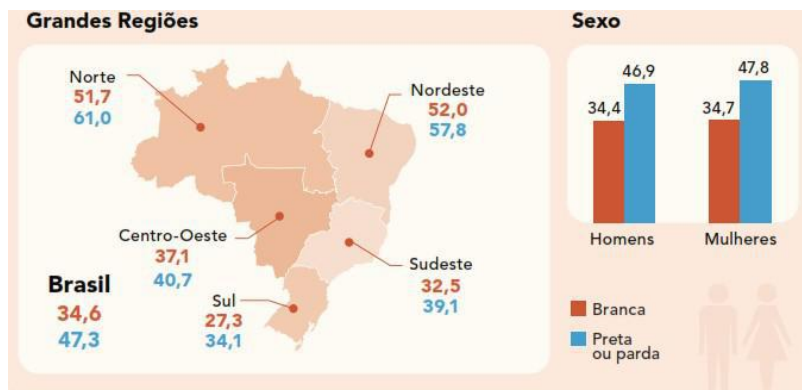 Grandes Regiões
Norte
51,7
61,0
Nordeste
52,0
57,8
Centro-Oeste
37,1
40,7
Sudeste
32,5
39,1
Sul
27,3
34,1
Brasil
34,6
47,3
Sexo
34,4
46,9
34,7
47,8
Homens
Mulheres
Branca
Preta
ou parda